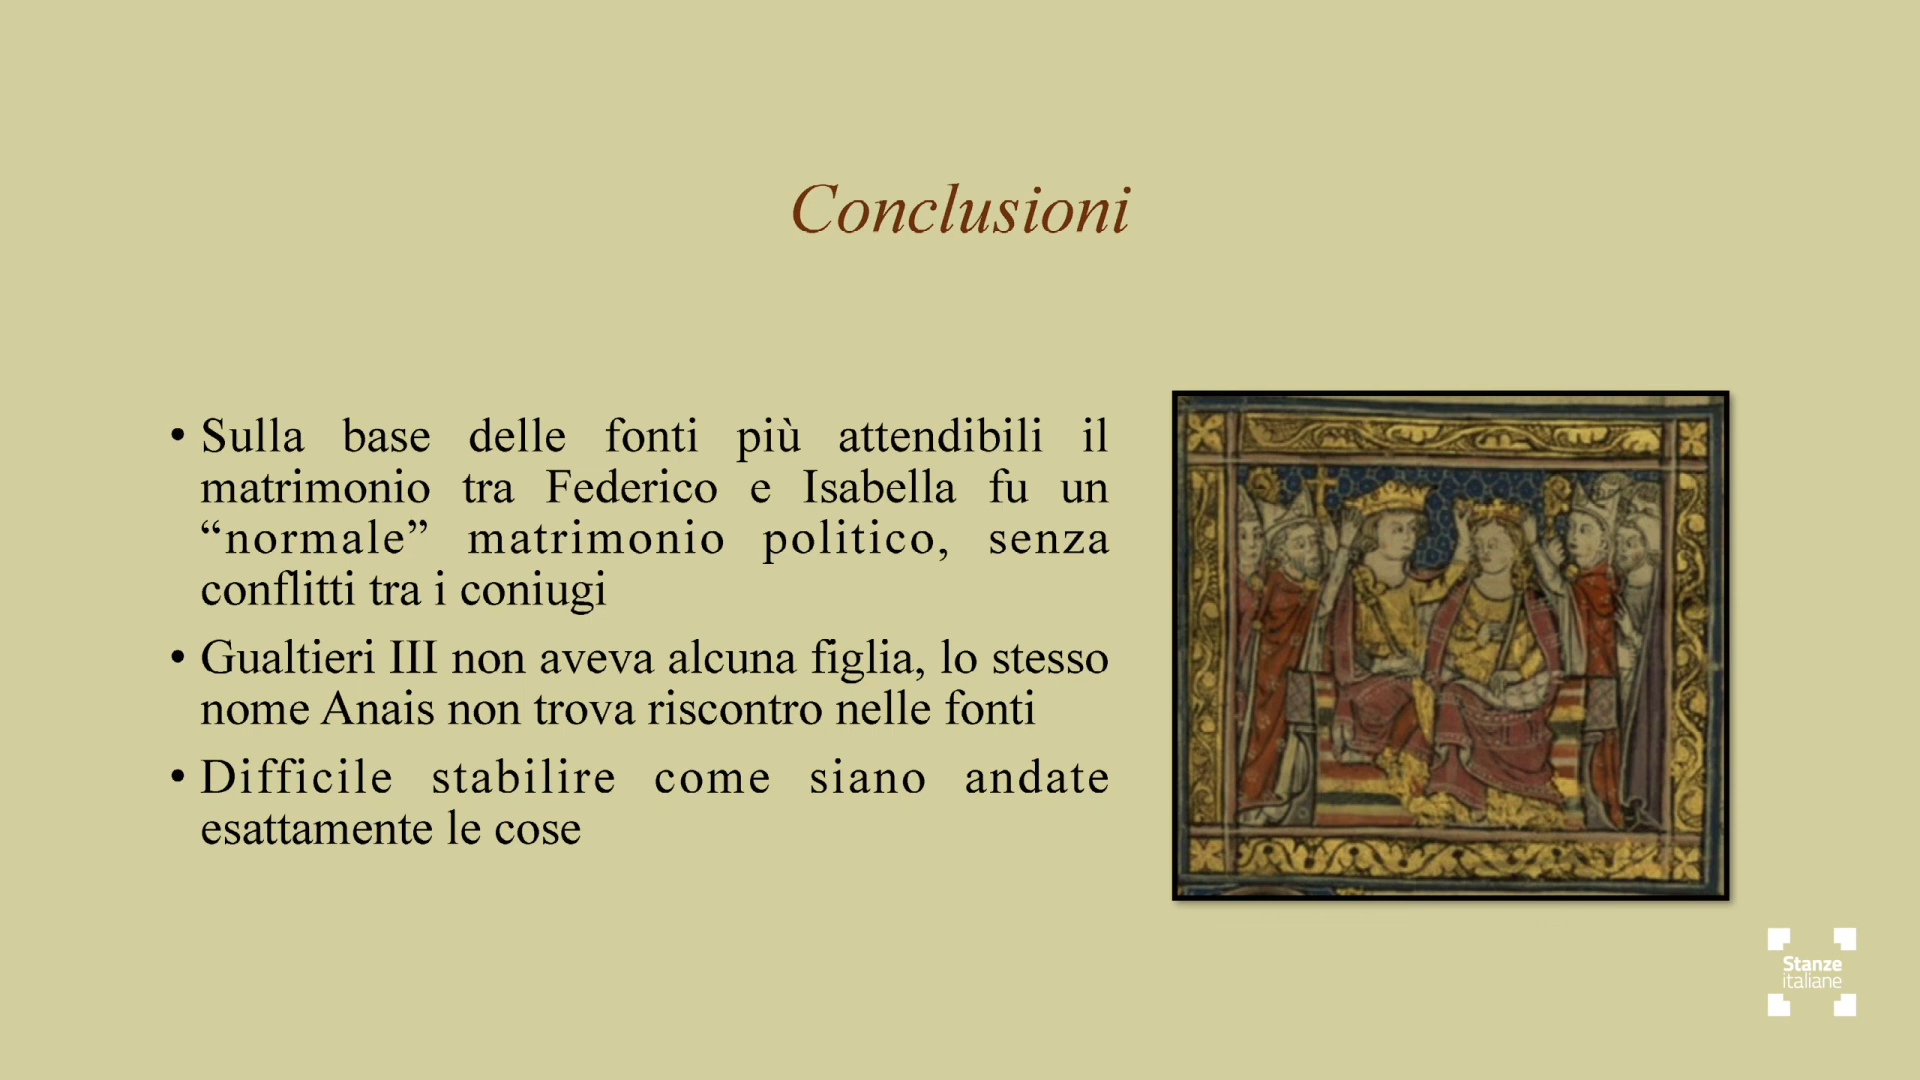 Conclusioni
• Sulla base delle fonti più attendibili il
matrimonio tra Federico e Isabella fu un
“normale” matrimonio politico, senza
conflitti tra i coniugi
• Gualtieri III non aveva alcuna figlia, lo stesso
nome Anais non trova riscontro nelle fonti
• Difficile stabilire come siano andate
esattamente le cose
Stanze
italiane